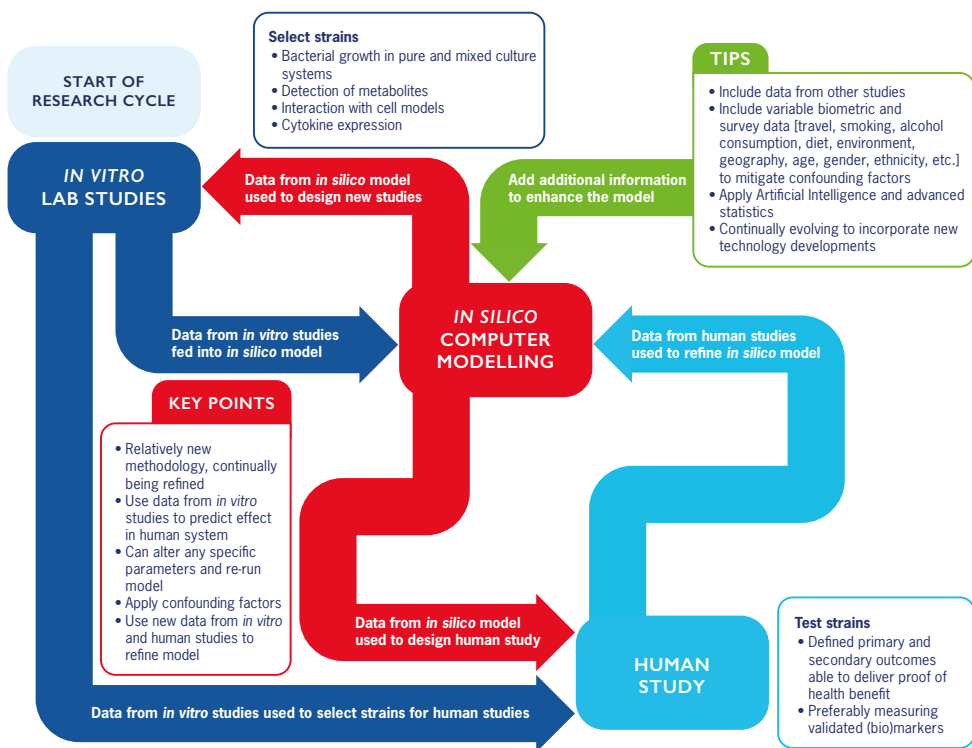 START OF
RESEARCH CYCLE
IN VITRO
LAB STUDIES
Select strains
• Bacterial growth in pure and mixed culture
systems
• Detection of metabolites
• Interaction with cell models
• Cytokine expression
TIPS
• Include data from other studies
• Include variable biometric and
survey data [travel, smoking, alcohol
consumption, diet, environment,
geography, age, gender, ethnicity, etc.]
to mitigate confounding factors
• Apply Artificial Intelligence and advanced
statistics
• Continually evolving to incorporate new
technology developments
Data from in silico model
used to design new studies
Add additional information
to enhance the model
Data from in vitro studies
fed into in silico model
IN SILICO
COMPUTER
MODELLING
Data from human studies
used to refine in silico model
KEY POINTS
• Relatively new
methodology, continually
being refined
• Use data from in vitro
studies to predict effect
in human system
• Can alter any specific
parameters and re-run
model
• Apply confounding factors
• Use new data from in vitro
and human studies to
refine model
Data from in silico model
used to design human study
HUMAN
STUDY
Test strains
• Defined primary and
secondary outcomes
able to deliver proof of
health benefit
• Preferably measuring
validated (bio)markers
Data from in vitro studies used to select strains for human studies